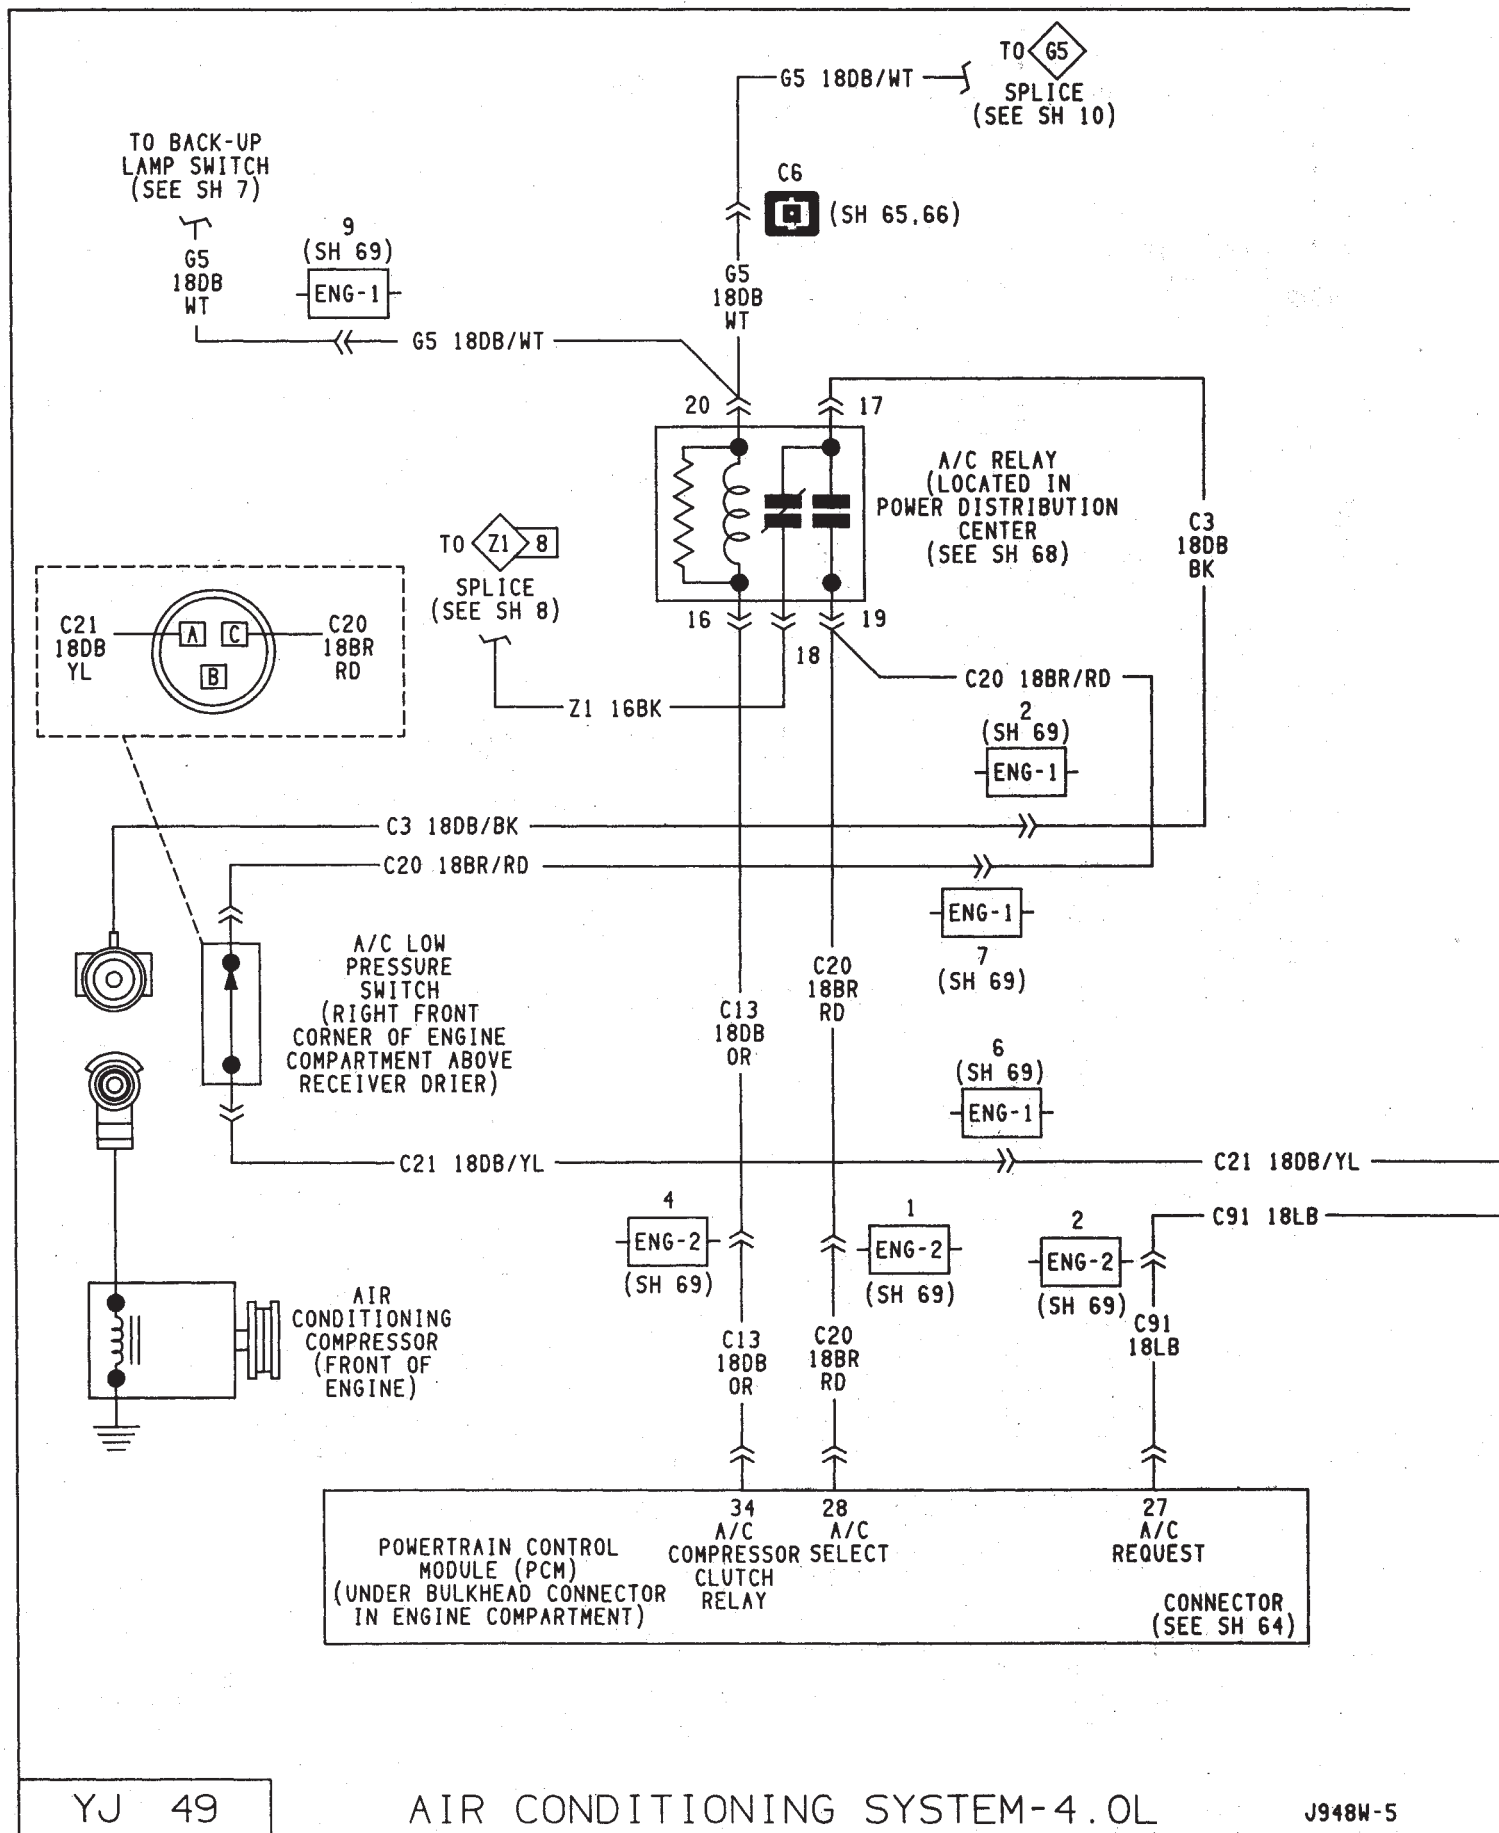 TO G5
SPLICE
(SEE SH 10)
G5 18DB/WT
TO BACK-UP
LAMP SWITCH
(SEE SH 7)
G5
18DB
WT
9
(SH 69)
ENG-1
G5 18DB/WT
C6
(SH 65,66)
G5
18DB
WT
20
17
A/C RELAY
(LOCATED IN
POWER DISTRIBUTION
CENTER
(SEE SH 68)
C3
18DB
BK
TO Z1 8
SPLICE
(SEE SH 8)
16
18
19
Z1 16BK
C20 18BR/RD
C21
18DB
YL
A
C
B
C20
18BR
RD
2
(SH 69)
ENG-1
C3 18DB/BK
C20 18BR/RD
ENG-1
7
(SH 69)
A/C LOW
PRESSURE
SWITCH
(RIGHT FRONT
CORNER OF ENGINE
COMPARTMENT ABOVE
RECEIVER DRIER)
C13
18DB
OR
C20
18BR
RD
6
(SH 69)
ENG-1
C21 18DB/YL
C21 18DB/YL
4
ENG-2
(SH 69)
1
ENG-2
(SH 69)
2
ENG-2
(SH 69)
C91 18LB
AIR
CONDITIONING
COMPRESSOR
(FRONT OF
ENGINE)
C13
18DB
OR
C20
18BR
RD
C91
18LB
POWERTRAIN CONTROL
MODULE (PCM)
(UNDER BULKHEAD CONNECTOR
IN ENGINE COMPARTMENT)
34
A/C
COMPRESSOR
CLUTCH
RELAY
28
A/C
SELECT
27
A/C
REQUEST
CONNECTOR
(SEE SH 64)
YJ 49
AIR CONDITIONING SYSTEM-4.0L
J948W-5